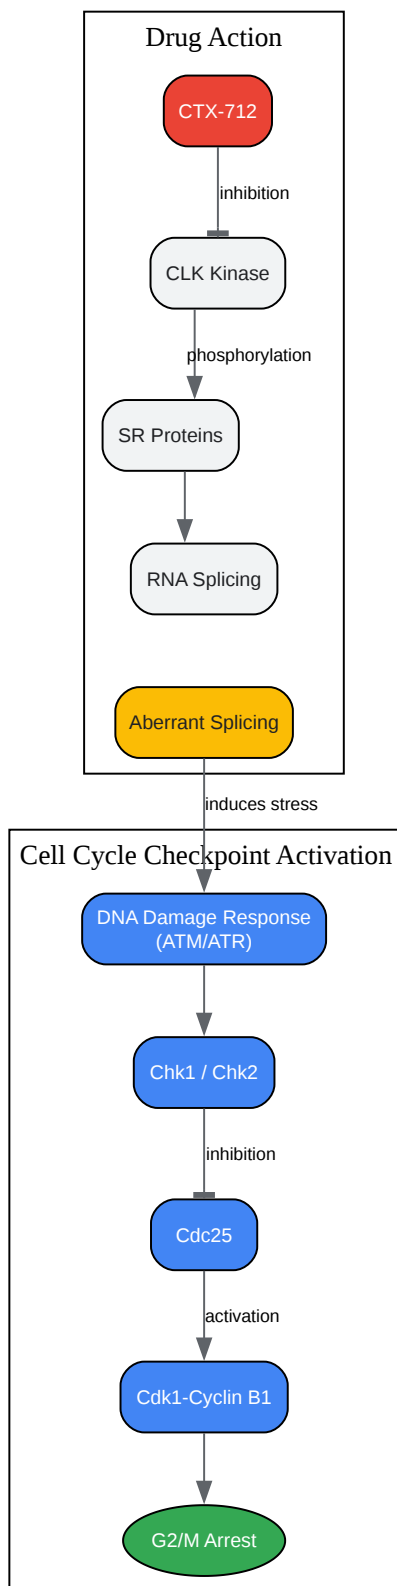 Drug Action
CTX-712
inhibition
CLK Kinase
phosphorylation
SR Proteins
RNA Splicing
Aberrant Splicing
induces stress
Cell Cycle Checkpoint Activation
DNA Damage Response
(ATM/ATR)
Chk1 / Chk2
inhibition
Cdc25
activation
Cdk1-Cyclin B1
G2/M Arrest